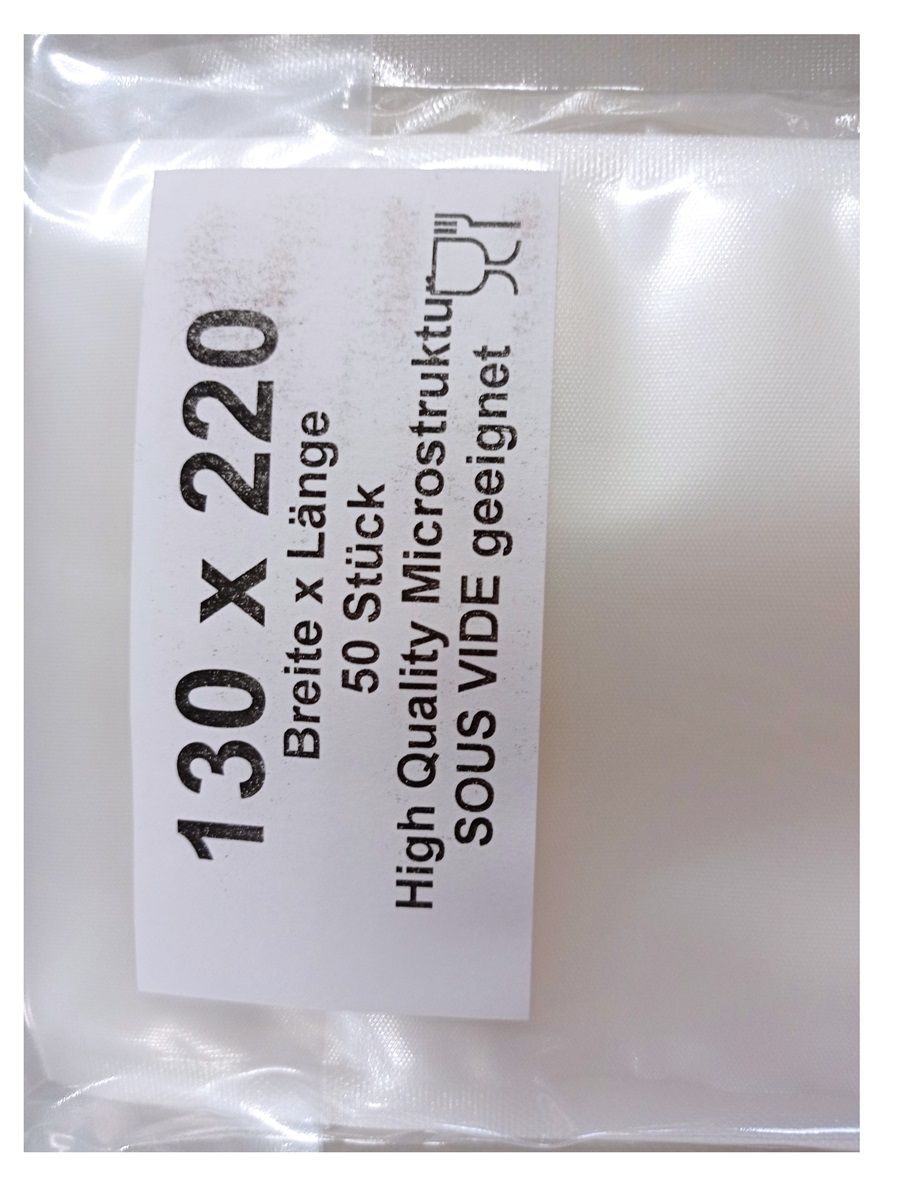 130 x 220
Breite x Länge
50 Stück
High Quality Microstruktur
SOUS VIDE geeignet